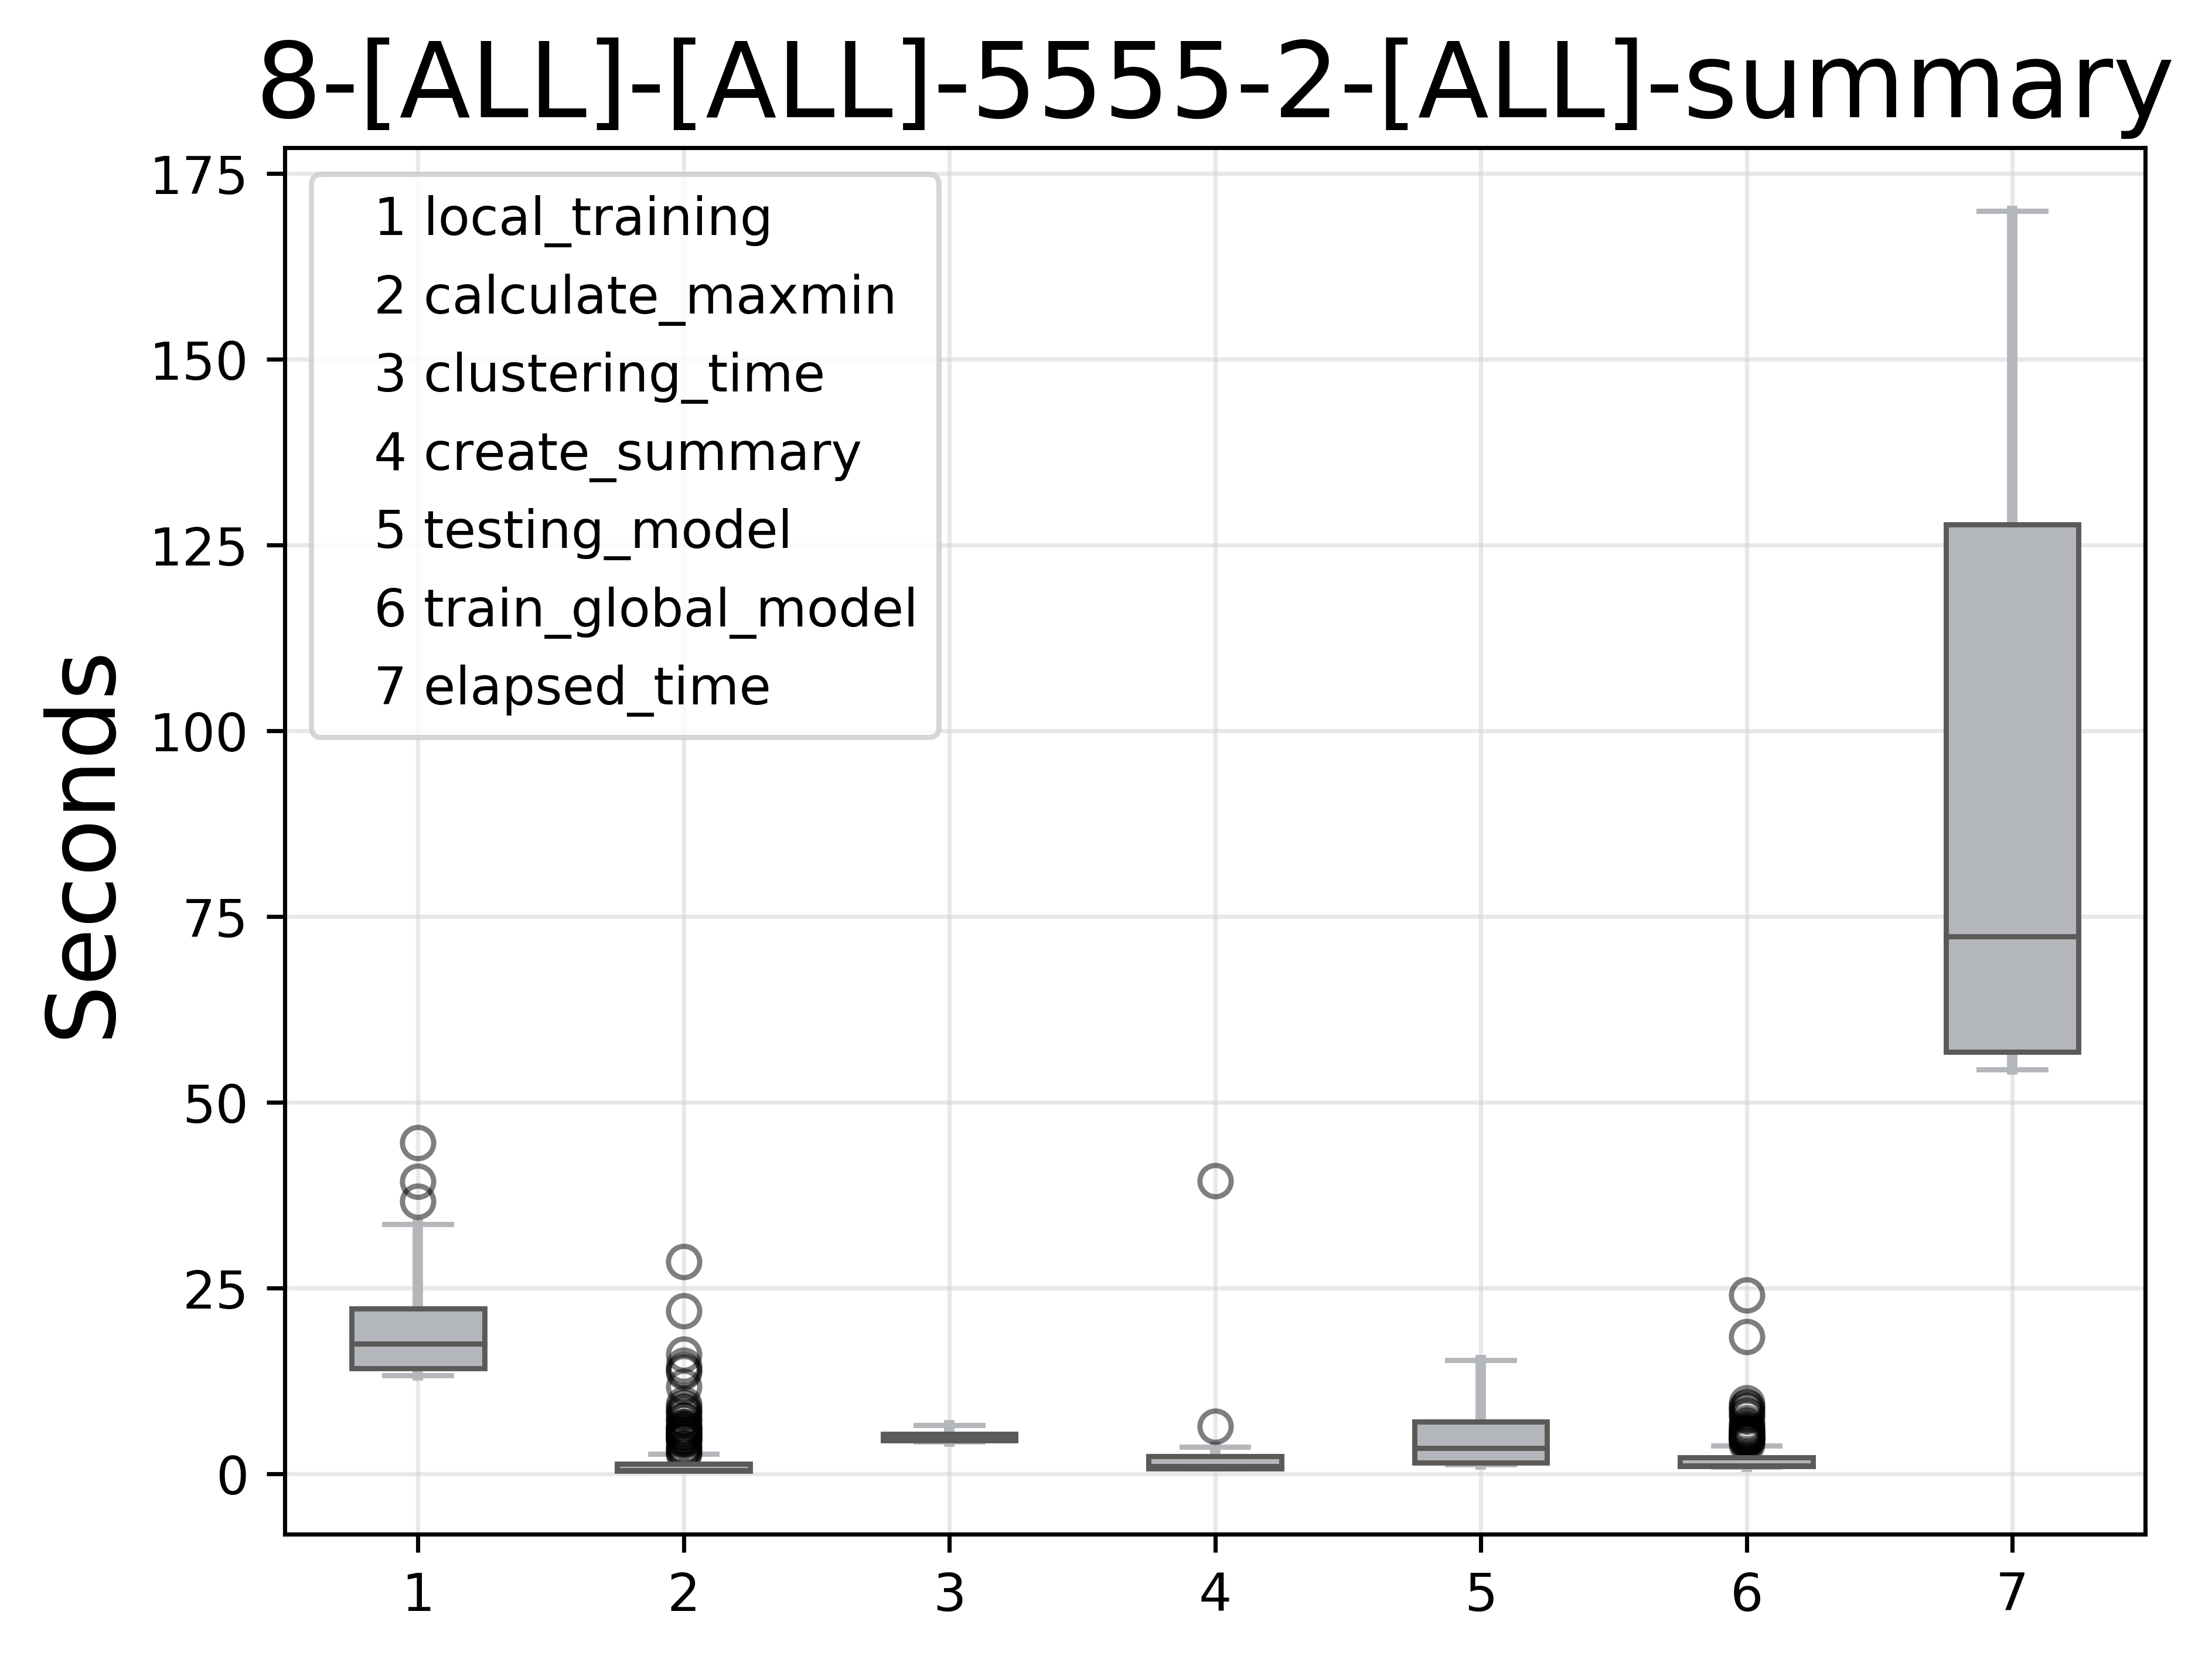 8-[ALL]-[ALL]-5555-2-[ALL]-summary
175
150
125
100
75
50
25
0
Seconds
1 local_training
2 calculate_maxmin
3 clustering_time
4 create_summary
5 testing_model
6 train_global_model
7 elapsed_time
1 2 3 4 5 6 7